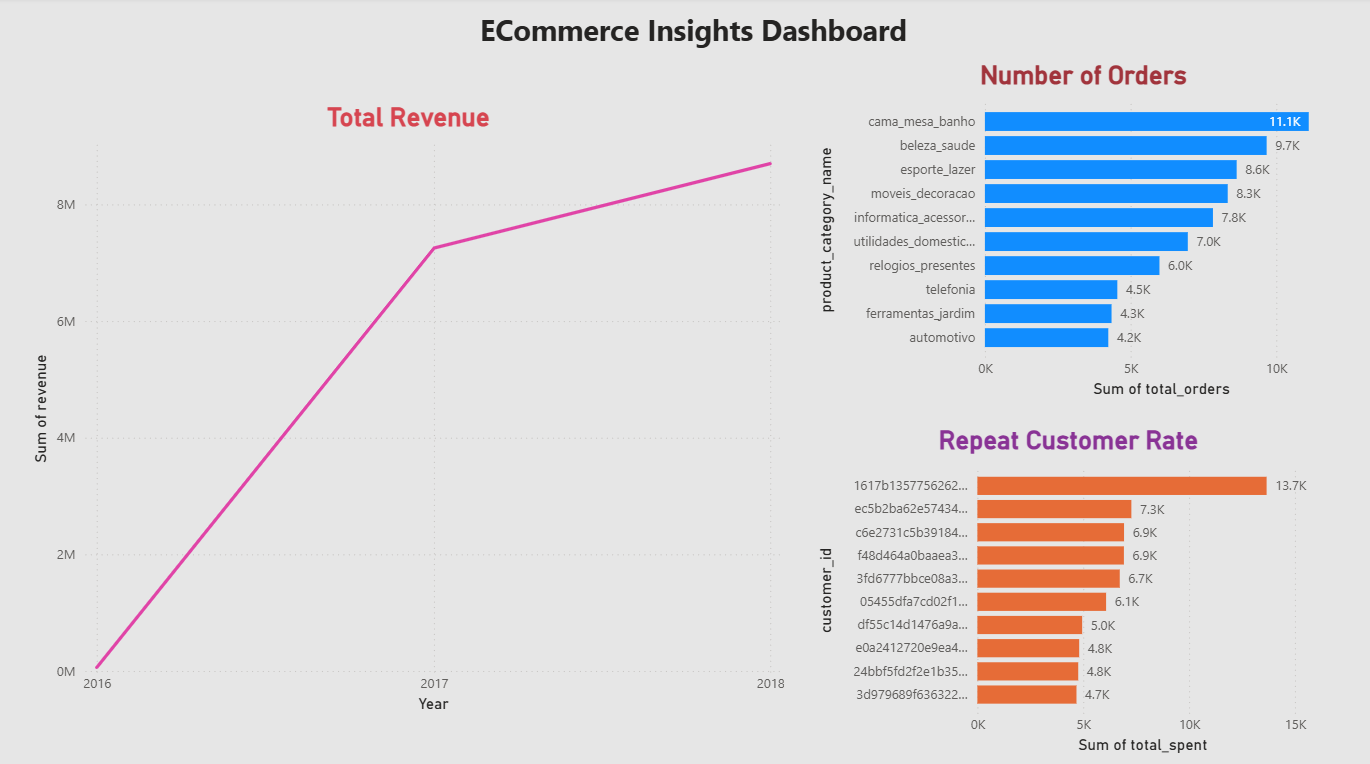 ECommerce Insights Dashboard
Total Revenue
Sum of revenue
8M
6M
4M
2M
0M
2016 2017 2018
Year
Number of Orders
product_category_name
cama_mesa_banho 11.1K
beleza_saude 9.7K
esporte_lazer 8.6K
moveis_decoracao 8.3K
informatica_acessor... 7.8K
utilidades_domestic... 7.0K
relogios_presentes 6.0K
telefonia 4.5K
ferramentas_jardim 4.3K
automotivo 4.2K
0K 5K 10K
Sum of total_orders
Repeat Customer Rate
customer_id
1617b1357756262... 13.7K
ec5b2ba62e57434... 7.3K
c6e2731c5b39184... 6.9K
f48d464a0baaea3... 6.9K
3fd6777bbce08a3... 6.7K
05455dfa7cd02f1... 6.1K
df55c14d1476a9a... 5.0K
e0a2412720e9ea4... 4.8K
24bbf5fd2f2e1b35... 4.8K
3d979689f636322... 4.7K
0K 5K 10K 15K
Sum of total_spent